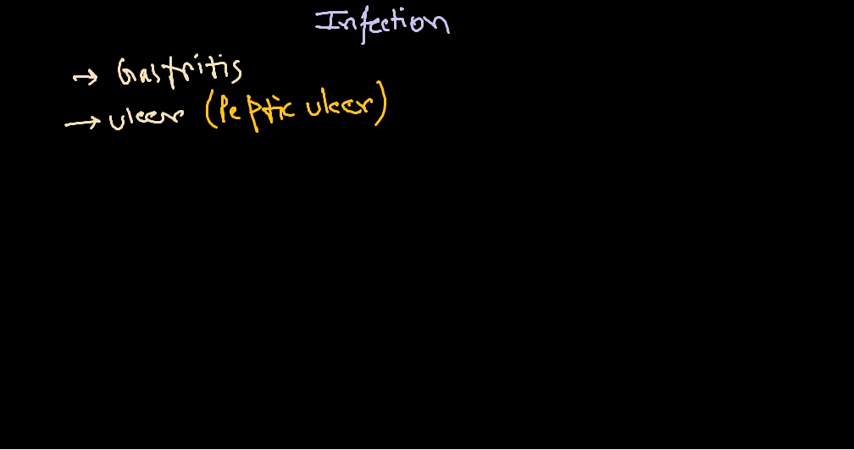 Infection
→ Gastritis
→ ulcer (Peptic ulcer)